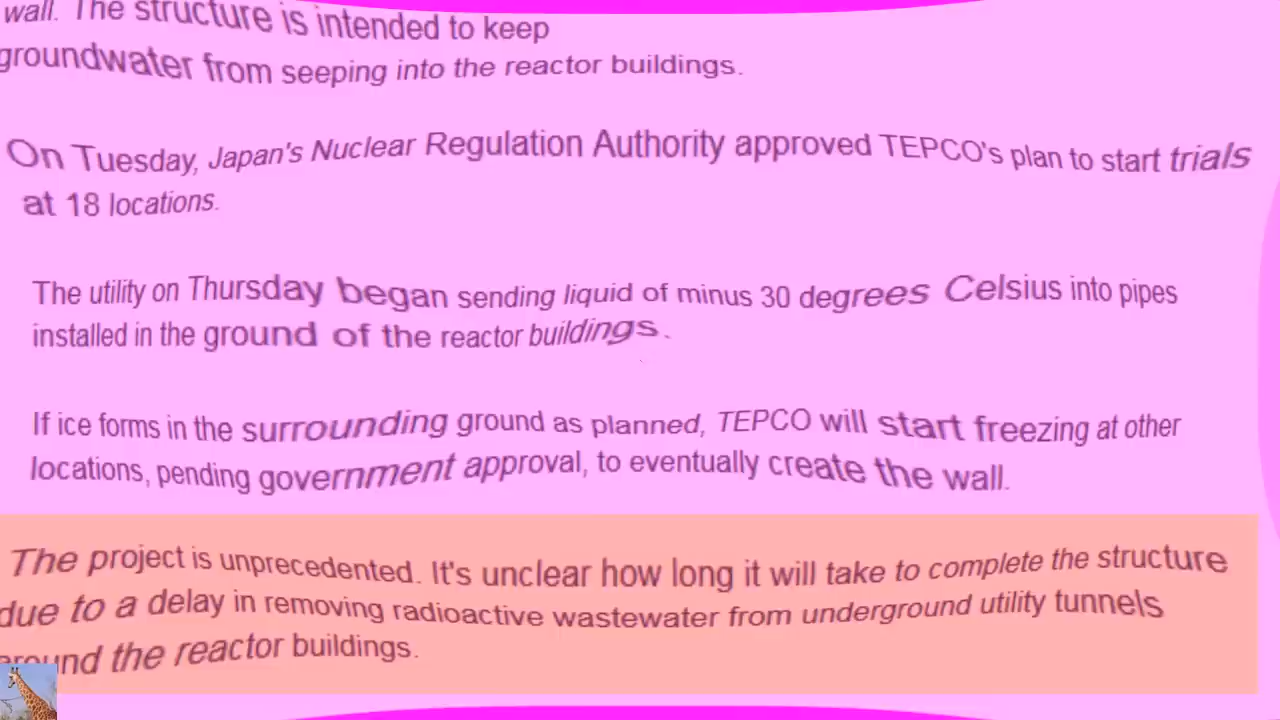 wall. The structure is intended to keep
groundwater from seeping into the reactor buildings.
On Tuesday, Japan's Nuclear Regulation Authority approved TEPCO's plan to start trials
at 18 locations.
The utility on Thursday began sending liquid of minus 30 degrees Celsius into pipes
installed in the ground of the reactor buildings.
If ice forms in the surrounding ground as planned, TEPCO will start freezing at other
locations, pending government approval, to eventually create the wall.
The project is unprecedented. It's unclear how long it will take to complete the structure
due to a delay in removing radioactive wastewater from underground utility tunnels
around the reactor buildings.